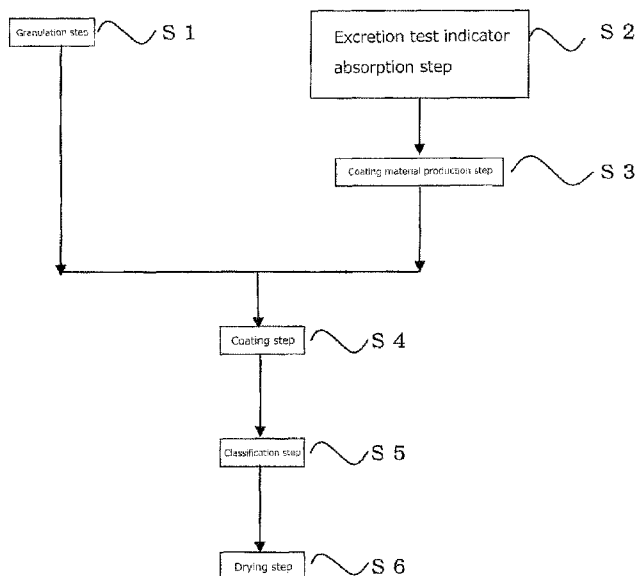 Granulation step
S 1
Excretion test indicator
absorption step
S 2
Coating material production step
S 3
Coating step
S 4
Classification step
S 5
Drying step
S 6